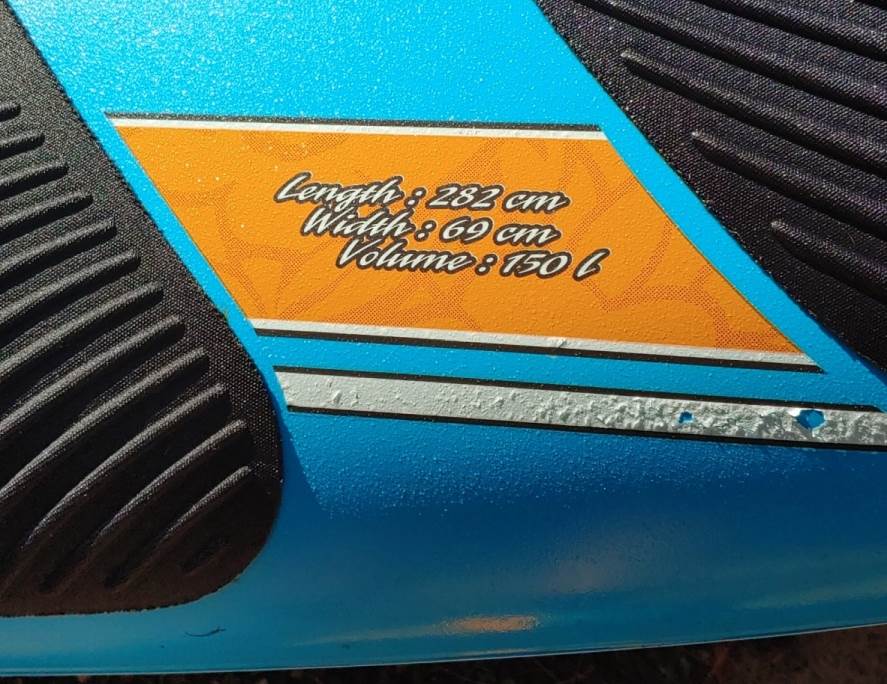 Length : 282 cm
Width : 69 cm
Volume : 150 l